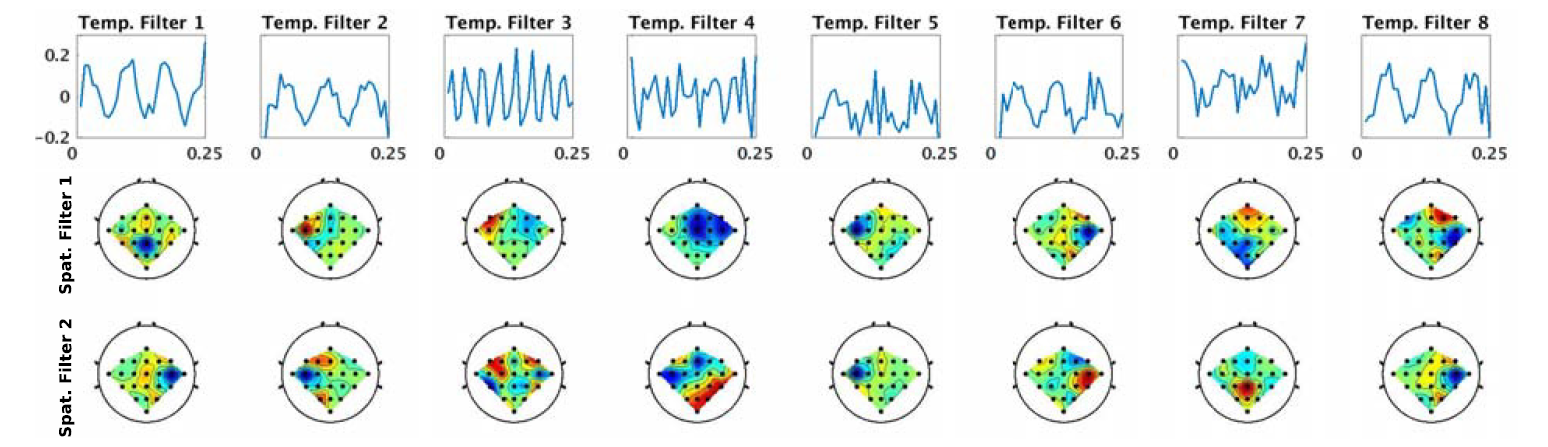 Temp. Filter 1 Temp. Filter 2 Temp. Filter 3 Temp. Filter 4 Temp. Filter 5 Temp. Filter 6 Temp. Filter 7 Temp. Filter 8
0.2
0
−0.2
0 0.25 0 0.25 0 0.25 0 0.25 0 0.25 0 0.25 0 0.25 0 0.25
Spat. Filter 1
Spat. Filter 2